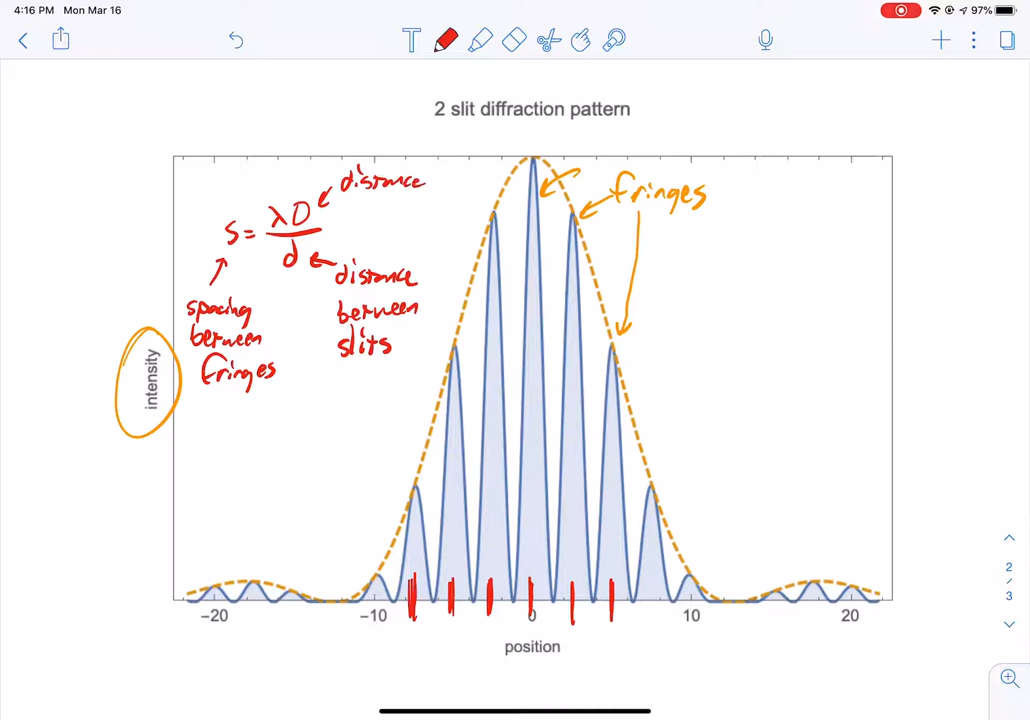 4:16 PM Mon Mar 16
97%
T
2 slit diffraction pattern
distance
S = λD
d
distance
between
slits
spacing
between
fringes
fringes
intensity
−20
−10
0
10
20
position
2
/
3